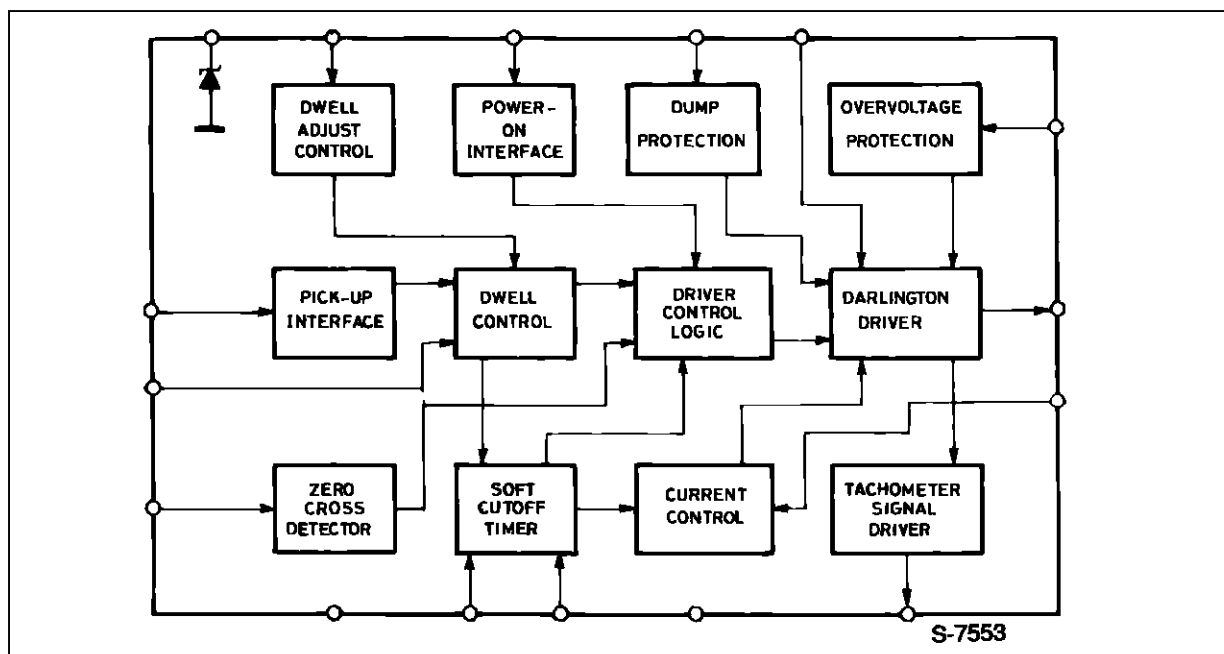 DWELL
ADJUST
CONTROL
POWER-
ON
INTERFACE
DUMP
PROTECTION
OVERVOLTAGE
PROTECTION
PICK-UP
INTERFACE
DWELL
CONTROL
DRIVER
CONTROL
LOGIC
DARLINGTON
DRIVER
ZERO
CROSS
DETECTOR
SOFT
CUTOFF
TIMER
CURRENT
CONTROL
TACHOMETER
SIGNAL
DRIVER
S-7553